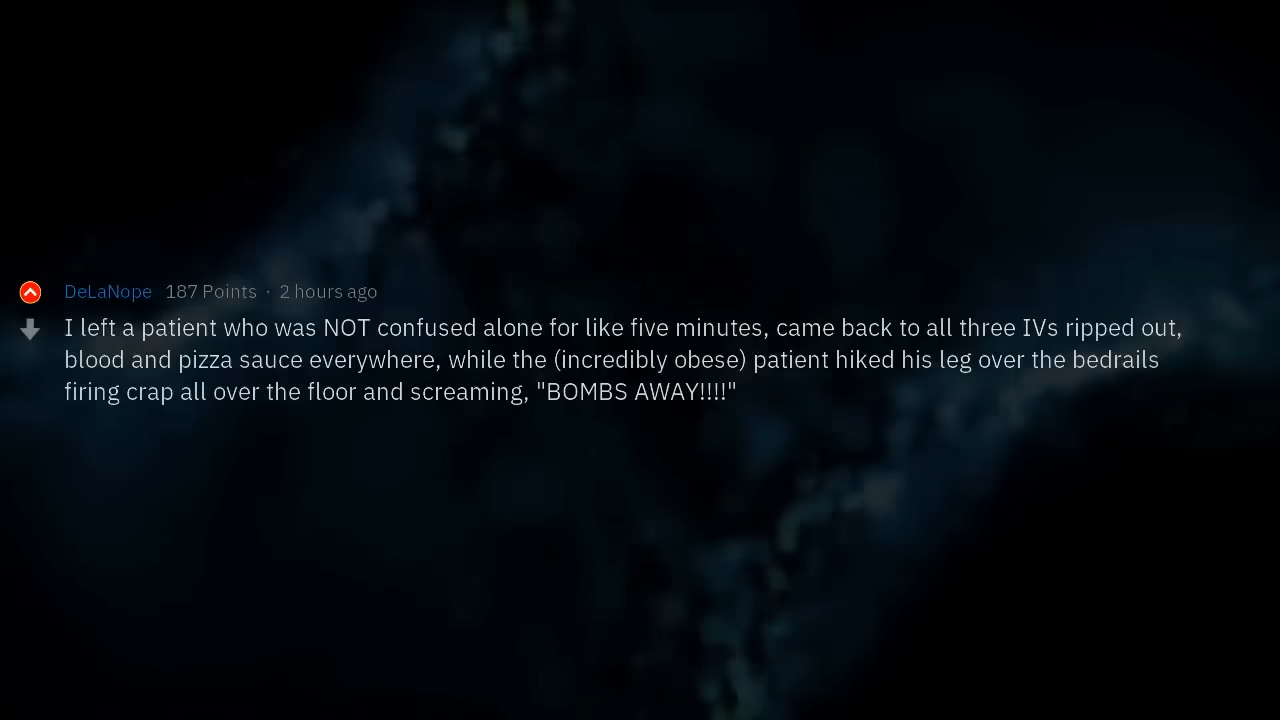 DeLaNope 187 Points · 2 hours ago
I left a patient who was NOT confused alone for like five minutes, came back to all three IVs ripped out,
blood and pizza sauce everywhere, while the (incredibly obese) patient hiked his leg over the bedrails
firing crap all over the floor and screaming, "BOMBS AWAY!!!!"